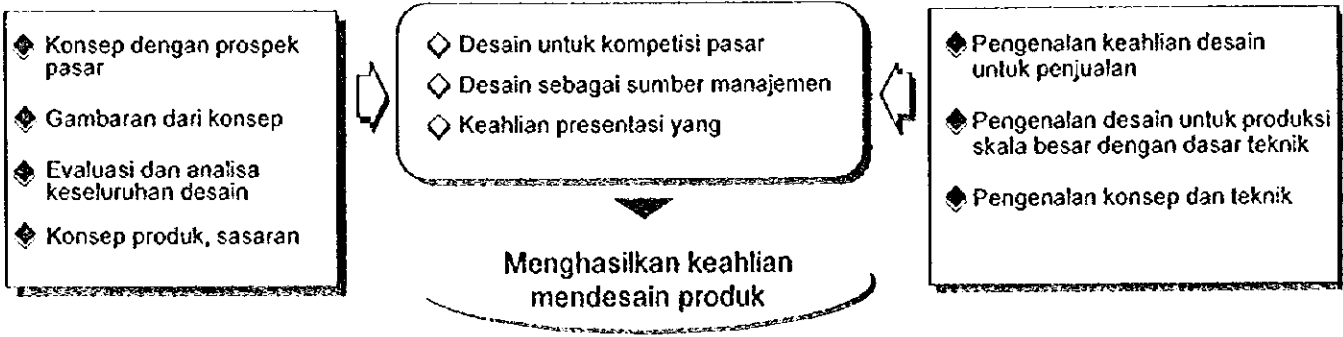 Konsep dengan prospek
pasar
Gambaran dari konsep
Evaluasi dan analisa
keseluruhan desain
Konsep produk, sasaran
Desain untuk kompetisi pasar
Desain sebagai sumber manajemen
Keahlian presentasi yang
Menghasilkan keahlian
mendesain produk
Pengenalan keahlian desain
untuk penjualan
Pengenalan desain untuk produksi
skala besar dengan dasar teknik
Pengenalan konsep dan teknik